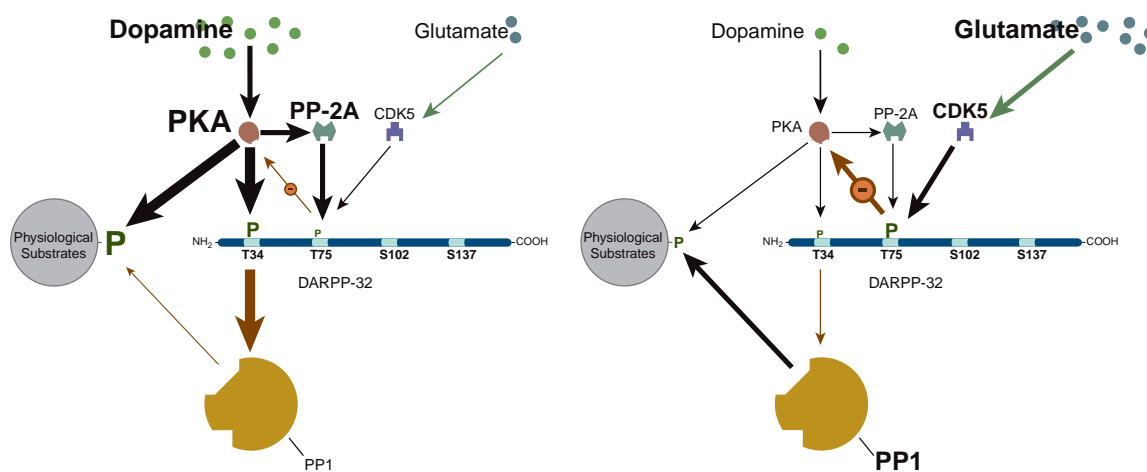 Dopamine
Glutamate
PKA
PP-2A
CDK5
Physiological
Substrates
P
P
P
NH2
COOH
T34
T75
S102
S137
DARPP-32
PP1
Dopamine
Glutamate
PKA
PP-2A
CDK5
Physiological
Substrates
P
P
P
NH2
COOH
T34
T75
S102
S137
DARPP-32
PP1